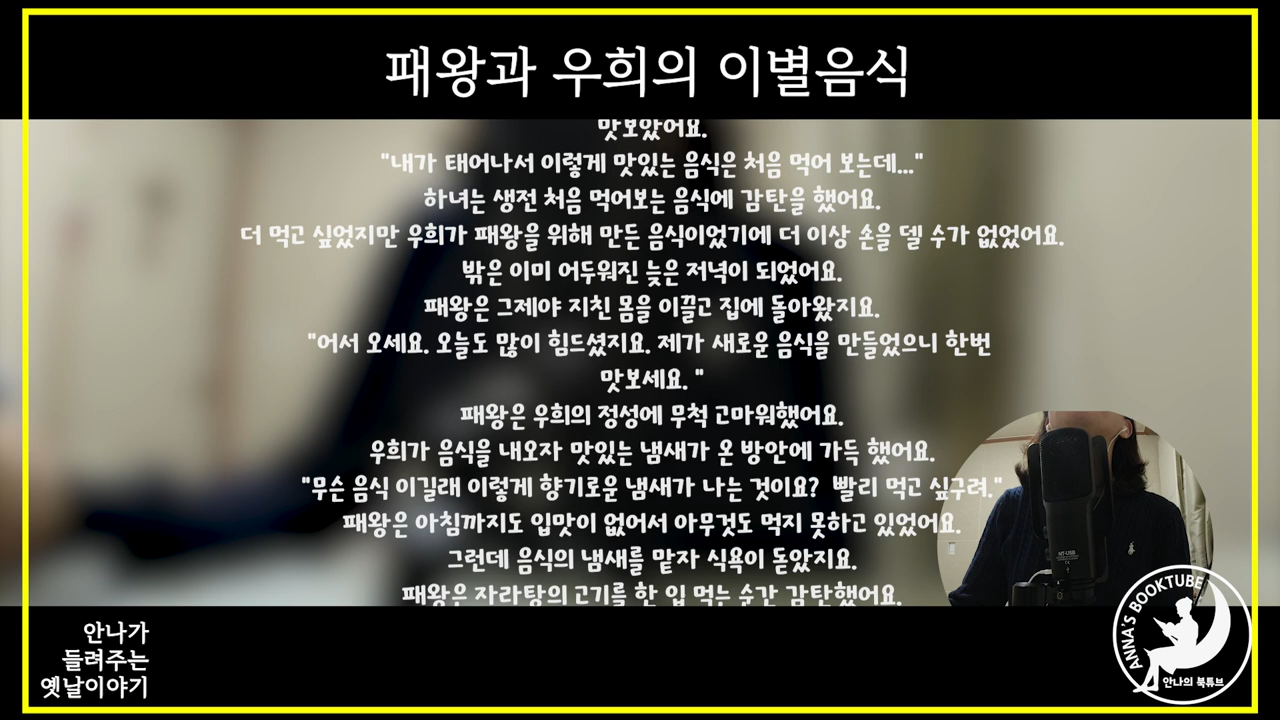 패왕과 우희의 이별음식
맛보았어요.
"내가 태어나서 이렇게 맛있는 음식은 처음 먹어 보는데..."
하녀는 생전 처음 먹어보는 음식에 감탄을 했어요.
더 먹고 싶었지만 우희가 패왕을 위해 만든 음식이었기에 더 이상 손을 델 수가 없었어요.
밖은 이미 어두워진 늦은 저녁이 되었어요.
패왕은 그제야 지친 몸을 이끌고 집에 돌아왔지요.
"어서 오세요. 오늘도 많이 힘드셨지요. 제가 새로운 음식을 만들었으니 한번
맛보세요. "
패왕은 우희의 정성에 무척 고마워했어요.
우희가 음식을 내오자 맛있는 냄새가 온 방안에 가득 했어요.
"무슨 음식 이길래 이렇게 향기로운 냄새가 나는 것이요? 빨리 먹고 싶구려."
패왕은 아침까지도 입맛이 없어서 아무것도 먹지 못하고 있었어요.
그런데 음식의 냄새를 맡자 식욕이 돋았지요.
패왕은 자라탕의 고기를 한 입 먹는 순간 감탄했어요.
NT-USB
안나가
들려주는
옛날이야기
ANNA'S BOOKTUBE
안나의 북튜브